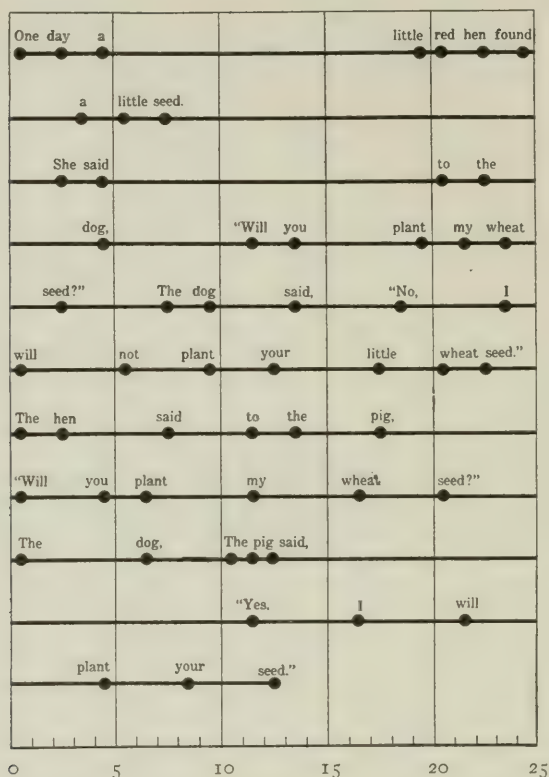 One day a little red hen found
a little seed.
She said to the
dog, “Will you plant my wheat
seed?” The dog said, “No, I
will not plant your little wheat seed.”
The hen said to the pig,
“Will you plant my wheat seed?”
The dog, The pig said,
“Yes, I will
plant your seed.”
0 5 10 15 20 25